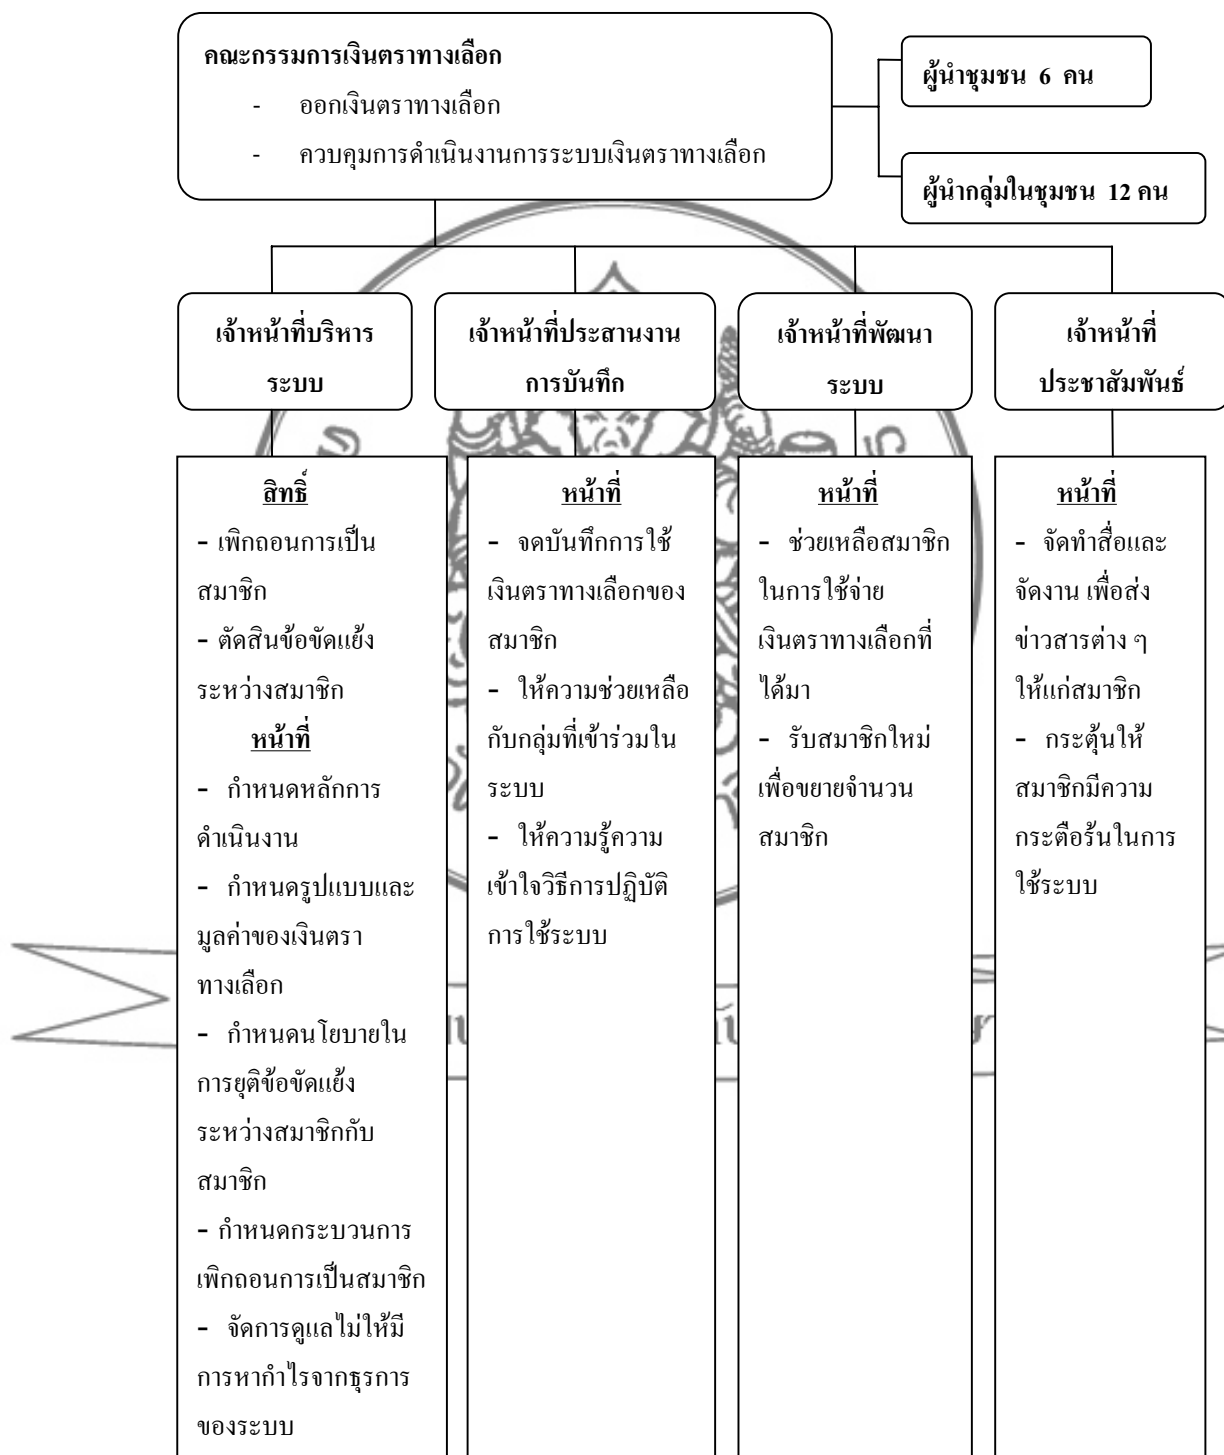 คณะกรรมการเงินตราทางเลือก
- ออกเงินตราทางเลือก
- ควบคุมการดำเนินงานการระบบเงินตราทางเลือก
ผู้นำชุมชน 6 คน
ผู้นำกลุ่มในชุมชน 12 คน
เจ้าหน้าที่บริหาร
ระบบ
เจ้าหน้าที่ประสานงาน
การบันทึก
เจ้าหน้าที่พัฒนา
ระบบ
เจ้าหน้าที่
ประชาสัมพันธ์
สิทธิ์
- เพิกถอนการเป็น
สมาชิก
- ตัดสินข้อขัดแย้ง
ระหว่างสมาชิก
หน้าที่
- กำหนดหลักการ
ดำเนินงาน
- กำหนดรูปแบบและ
มูลค่าของเงินตรา
ทางเลือก
- กำหนดนโยบายใน
การยุติข้อขัดแย้ง
ระหว่างสมาชิกกับ
สมาชิก
- กำหนดกระบวนการ
เพิกถอนการเป็นสมาชิก
- จัดการดูแลไม่ให้มี
การหากำไรจากธุรการ
ของระบบ
หน้าที่
- จดบันทึกการใช้
เงินตราทางเลือกของ
สมาชิก
- ให้ความช่วยเหลือ
กับกลุ่มที่เข้าร่วมใน
ระบบ
- ให้ความรู้ความ
เข้าใจวิธีการปฏิบัติ
การใช้ระบบ
หน้าที่
- ช่วยเหลือสมาชิก
ในการใช้จ่าย
เงินตราทางเลือกที่
ได้มา
- รับสมาชิกใหม่
เพื่อขยายจำนวน
สมาชิก
หน้าที่
- จัดทำสื่อและ
จัดงาน เพื่อส่ง
ข่าวสารต่าง ๆ
ให้แก่สมาชิก
- กระตุ้นให้
สมาชิกมีความ
กระตือร้นในการ
ใช้ระบบ